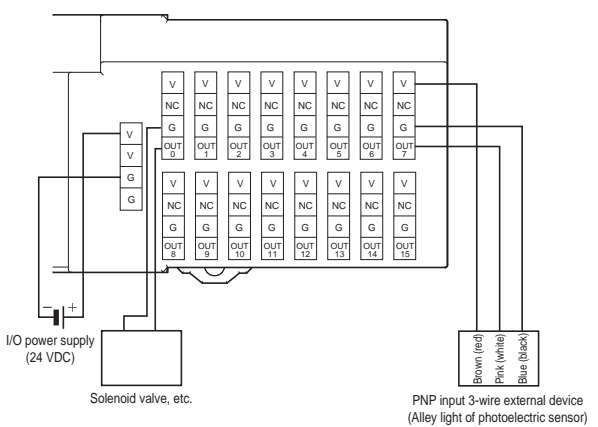 V V V V V V V V
NC NC NC NC NC NC NC NC
G G G G G G G G
OUT 0 OUT 1 OUT 2 OUT 3 OUT 4 OUT 5 OUT 6 OUT 7
V
V
G
G
V V V V V V V V
NC NC NC NC NC NC NC NC
G G G G G G G G
OUT 8 OUT 9 OUT 10 OUT 11 OUT 12 OUT 13 OUT 14 OUT 15
− +
I/O power supply
(24 VDC)
Solenoid valve, etc.
Brown (red)
Pink (white)
Blue (black)
PNP input 3-wire external device
(Alley light of photoelectric sensor)